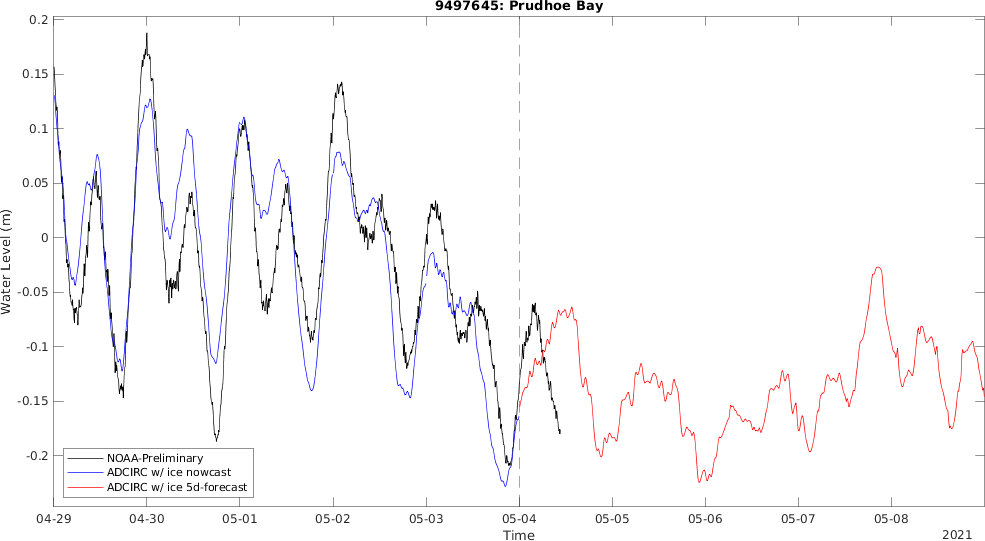 9497645: Prudhoe Bay
0.2
0.15
0.1
0.05
0
-0.05
-0.1
-0.15
-0.2
Water Level (m)
NOAA-Preliminary
ADCIRC w/ ice nowcast
ADCIRC w/ ice 5d-forecast
04-29 04-30 05-01 05-02 05-03 05-04 05-05 05-06 05-07 05-08
Time
2021